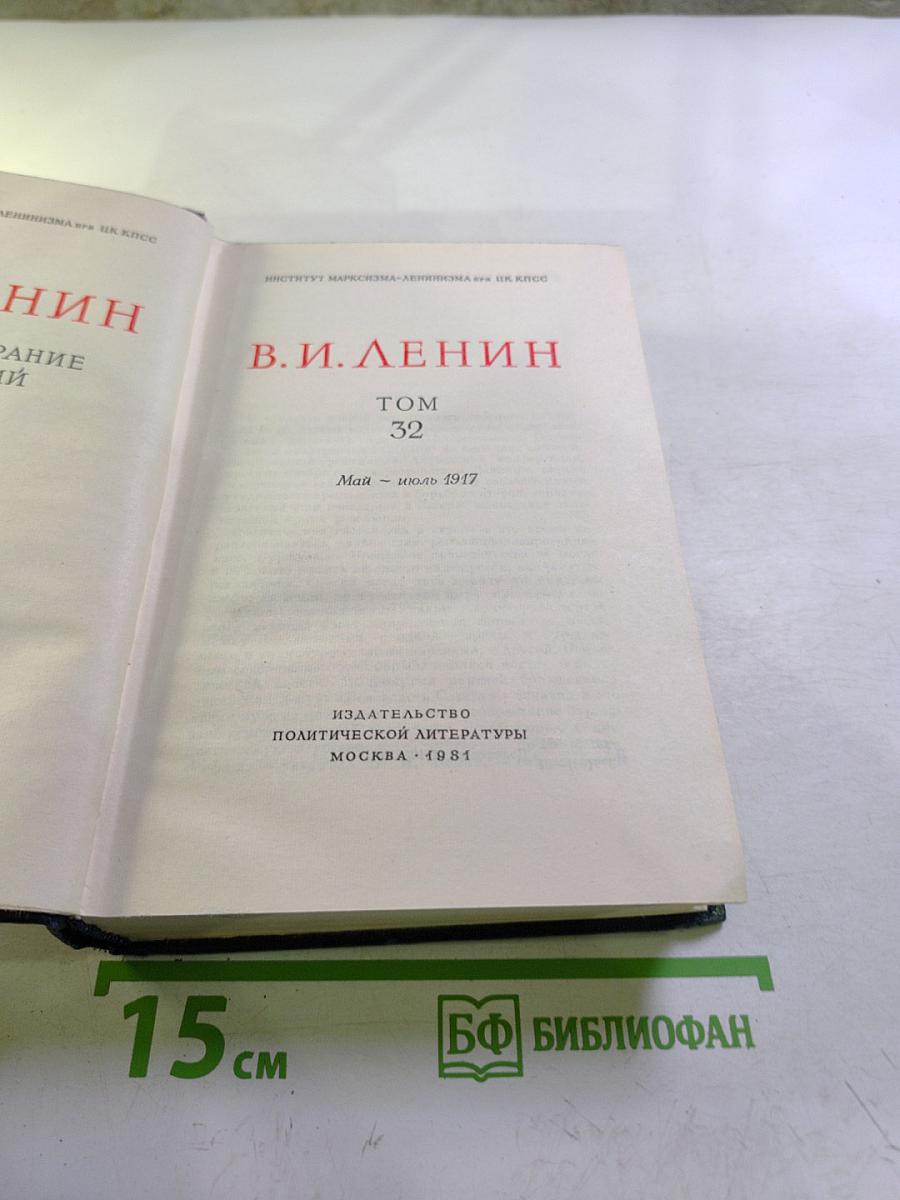 ЛЕНИНИЗМА при ЦК КПСС
НИН
РАНИЕ
ИЙ
ИНСТИТУТ МАРКСИЗМА-ЛЕНИНИЗМА при ЦК КПСС
В. И. ЛЕНИН
ТОМ
32
Май ~ июль 1917
ИЗДАТЕЛЬСТВО
ПОЛИТИЧЕСКОЙ ЛИТЕРАТУРЫ
МОСКВА · 1981
15 см
БФ БИБЛИОФАН